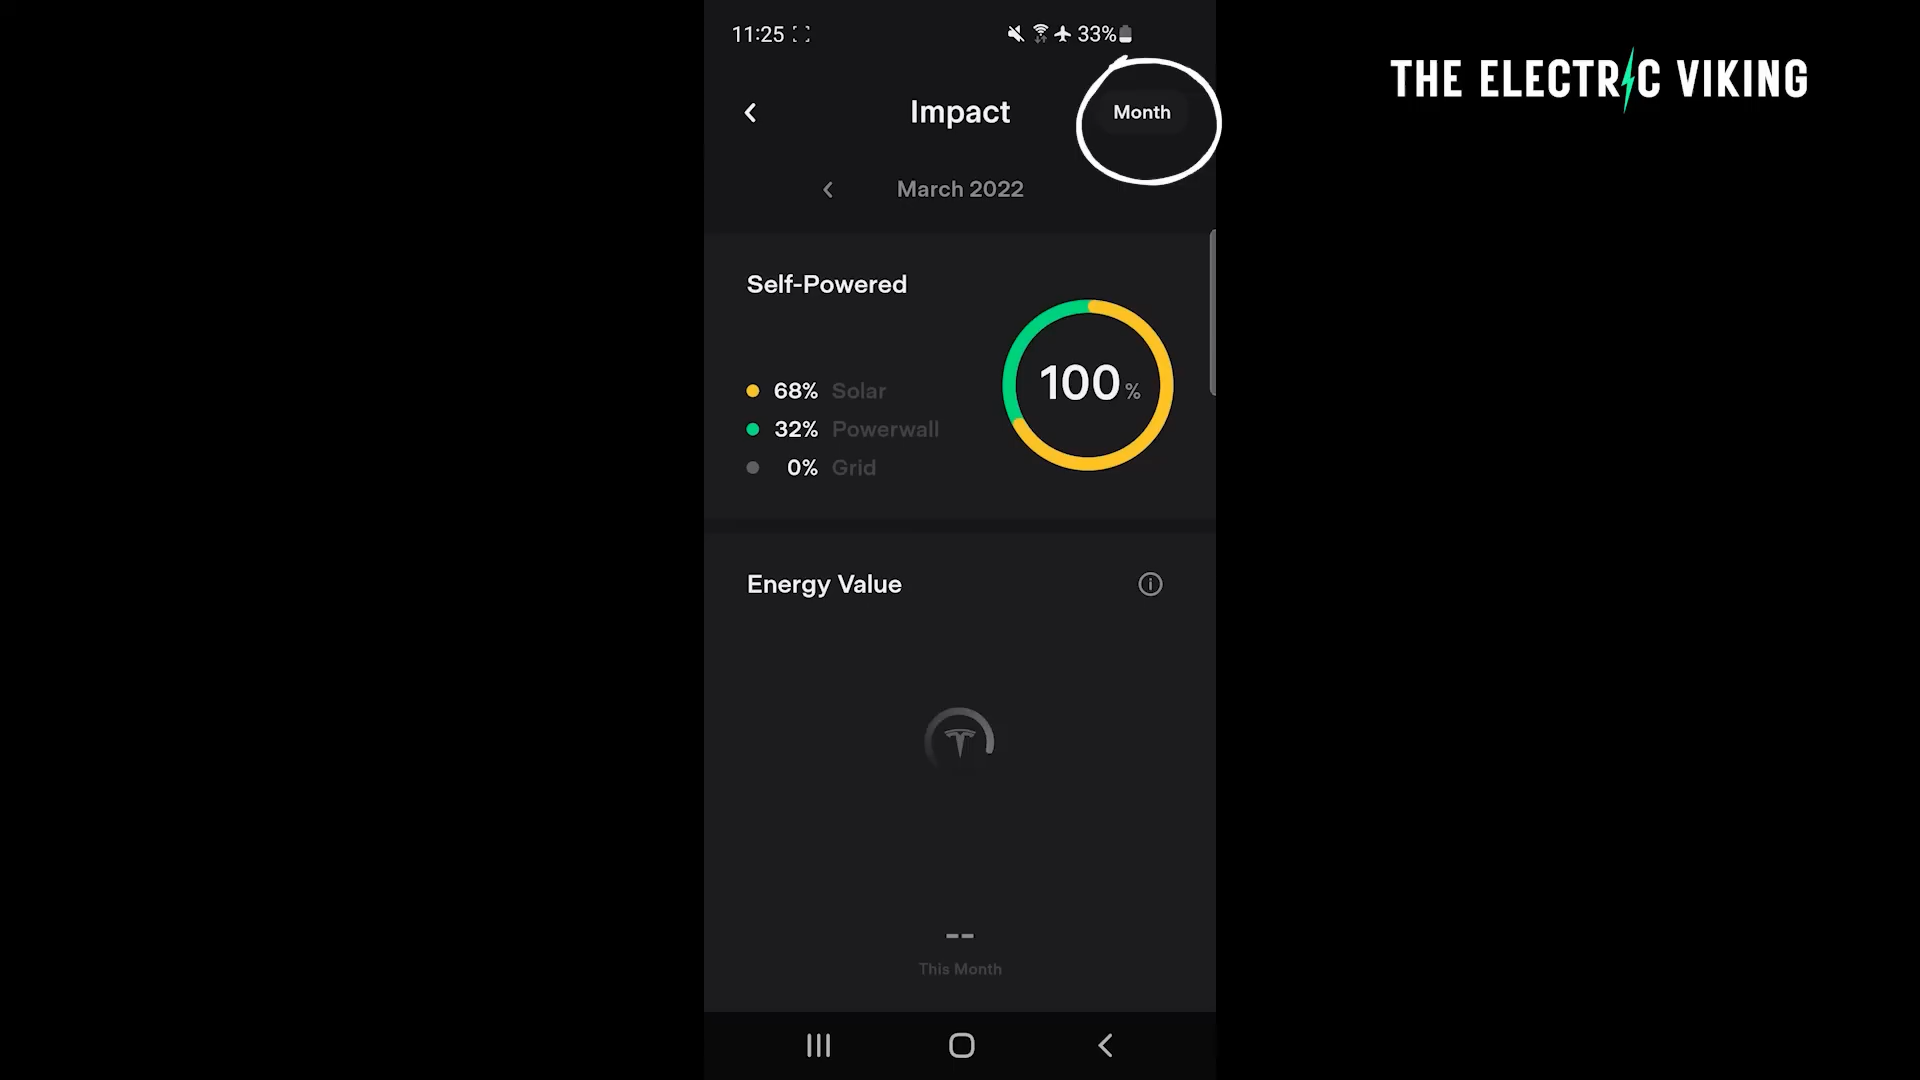 11:25
33%
THE ELECTRIC VIKING
Impact
Month
March 2022
Self-Powered
100%
68% Solar
32% Powerwall
0% Grid
Energy Value
--
This Month